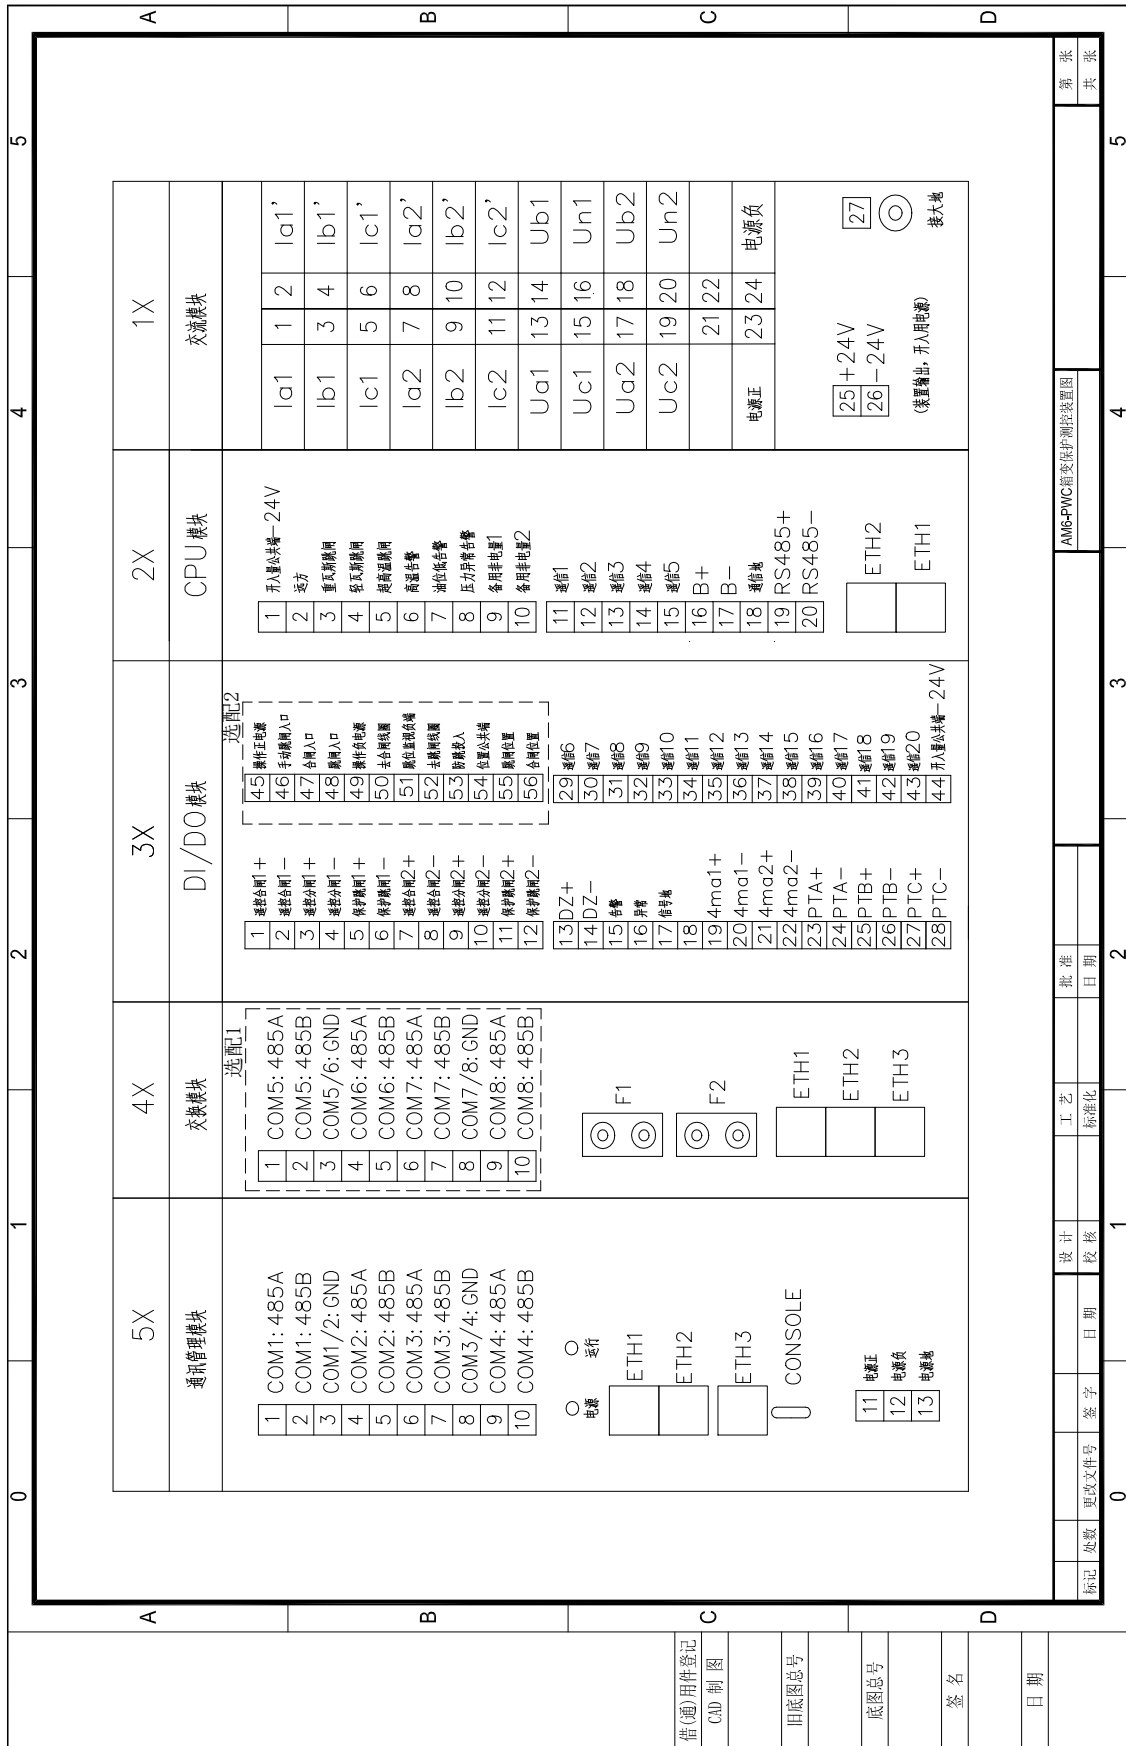 0 1 2 3 4 5
A
B
C
D
5X
通讯管理模块
1 COM1:485A
2 COM1:485B
3 COM1/2:GND
4 COM2:485A
5 COM2:485B
6 COM3:485A
7 COM3:485B
8 COM3/4:GND
9 COM4:485A
10 COM4:485B
电源 运行
ETH1
ETH2
ETH3
CONSOLE
11 电源正
12 电源负
13 电源地
4X
交换模块
选配1
1 COM5:485A
2 COM5:485B
3 COM5/6:GND
4 COM6:485A
5 COM6:485B
6 COM7:485A
7 COM7:485B
8 COM7/8:GND
9 COM8:485A
10 COM8:485B
F1
F2
ETH1
ETH2
ETH3
3X
DI/DO模块
1 遥控合闸1+
2 遥控合闸1-
3 遥控分闸1+
4 遥控分闸1-
5 保护跳闸1+
6 保护跳闸1-
7 遥控合闸2+
8 遥控合闸2-
9 遥控分闸2+
10 遥控分闸2-
11 保护跳闸2+
12 保护跳闸2-
13 DZ+
14 DZ-
15 告警
16 异常
17 信号地
18
19 4ma1+
20 4ma1-
21 4ma2+
22 4ma2-
23 PTA+
24 PTA-
25 PTB+
26 PTB-
27 PTC+
28 PTC-
选配2
45 操作正电源
46 手动跳闸入口
47 合闸入口
48 跳闸入口
49 操作负电源
50 去合闸线圈
51 跳位监视负端
52 去跳闸线圈
53 防跳投入
54 位置公共端
55 跳闸位置
56 合闸位置
29 遥信6
30 遥信7
31 遥信8
32 遥信9
33 遥信10
34 遥信11
35 遥信12
36 遥信13
37 遥信14
38 遥信15
39 遥信16
40 遥信17
41 遥信18
42 遥信19
43 遥信20
44 开入量公共端-24V
2X
CPU模块
1 开入量公共端-24V
2 远方
3 重瓦斯跳闸
4 轻瓦斯跳闸
5 超高温跳闸
6 高温告警
7 油位低告警
8 压力异常告警
9 备用非电量1
10 备用非电量2
11 遥信1
12 遥信2
13 遥信3
14 遥信4
15 遥信5
16 B+
17 B-
18 通信地
19 RS485+
20 RS485-
ETH2
ETH1
1X
交流模块
Ia1 1 2 Ia1'
Ib1 3 4 Ib1'
Ic1 5 6 Ic1'
Ia2 7 8 Ia2'
Ib2 9 10 Ib2'
Ic2 11 12 Ic2'
Ua1 13 14 Ub1
Uc1 15 16 Un1
Ua2 17 18 Ub2
Uc2 19 20 Un2
21 22
电源正 23 24 电源负
25 +24V
26 -24V
(装置输出,开入用电源)
27
接大地
A
B
C
D
借(通)用件登记
CAD 制 图
旧底图总号
底图总号
签 名
日 期
标记 处数 更改文件号 签 字 日 期
设 计
校 核
工 艺
标准化
批 准
日 期
AM6-PWC箱变保护测控装置图
第 张
共 张
0 1 2 3 4 5